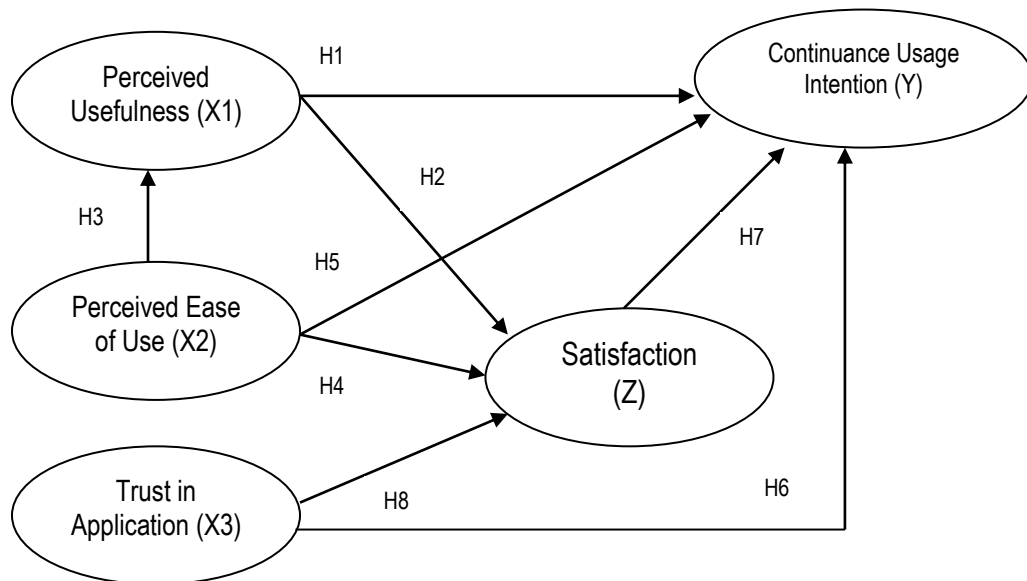 H1
Continuance Usage
Intention (Y)
Perceived
Usefulness (X1)
H2
H3
H7
H5
Perceived Ease
of Use (X2)
Satisfaction
(Z)
H4
Trust in
Application (X3)
H8
H6